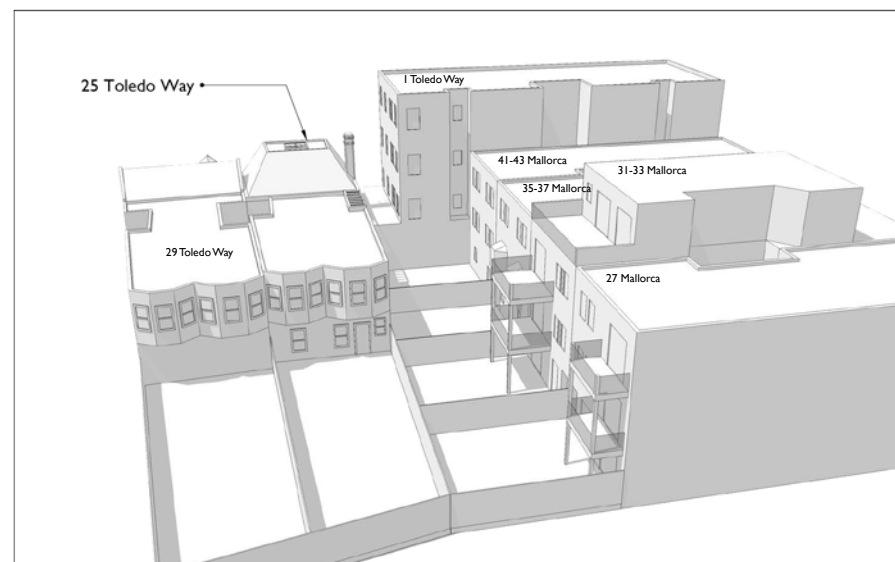 1 Toledo Way
25 Toledo Way
41-43 Mallorca
31-33 Mallorca
35-37 Mallorca
29 Toledo Way
27 Mallorca